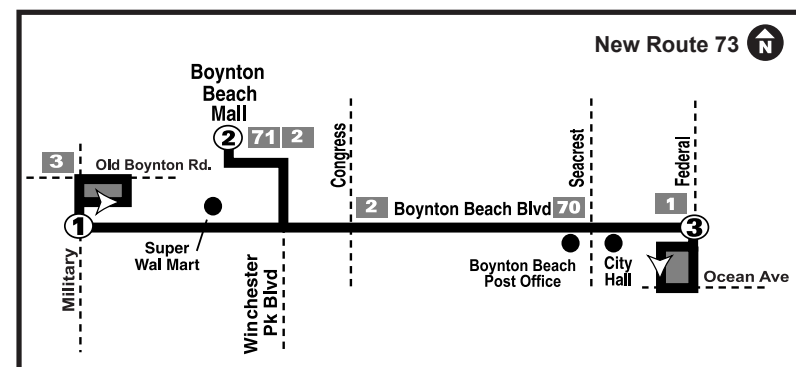 New Route 73
N
Boynton
Beach
Mall
2
71
2
3
Old Boynton Rd.
1
Military
Super
Wal Mart
Winchester
Pk Blvd
Congress
2
Boynton Beach Blvd
70
Seacrest
Boynton Beach
Post Office
City
Hall
Federal
1
3
Ocean Ave